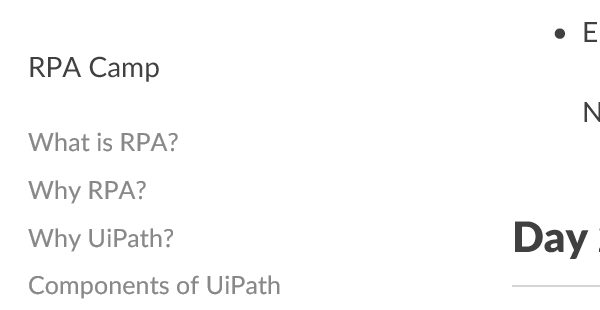 RPA Camp
What is RPA?
Why RPA?
Why UiPath?
Components of UiPath
Day